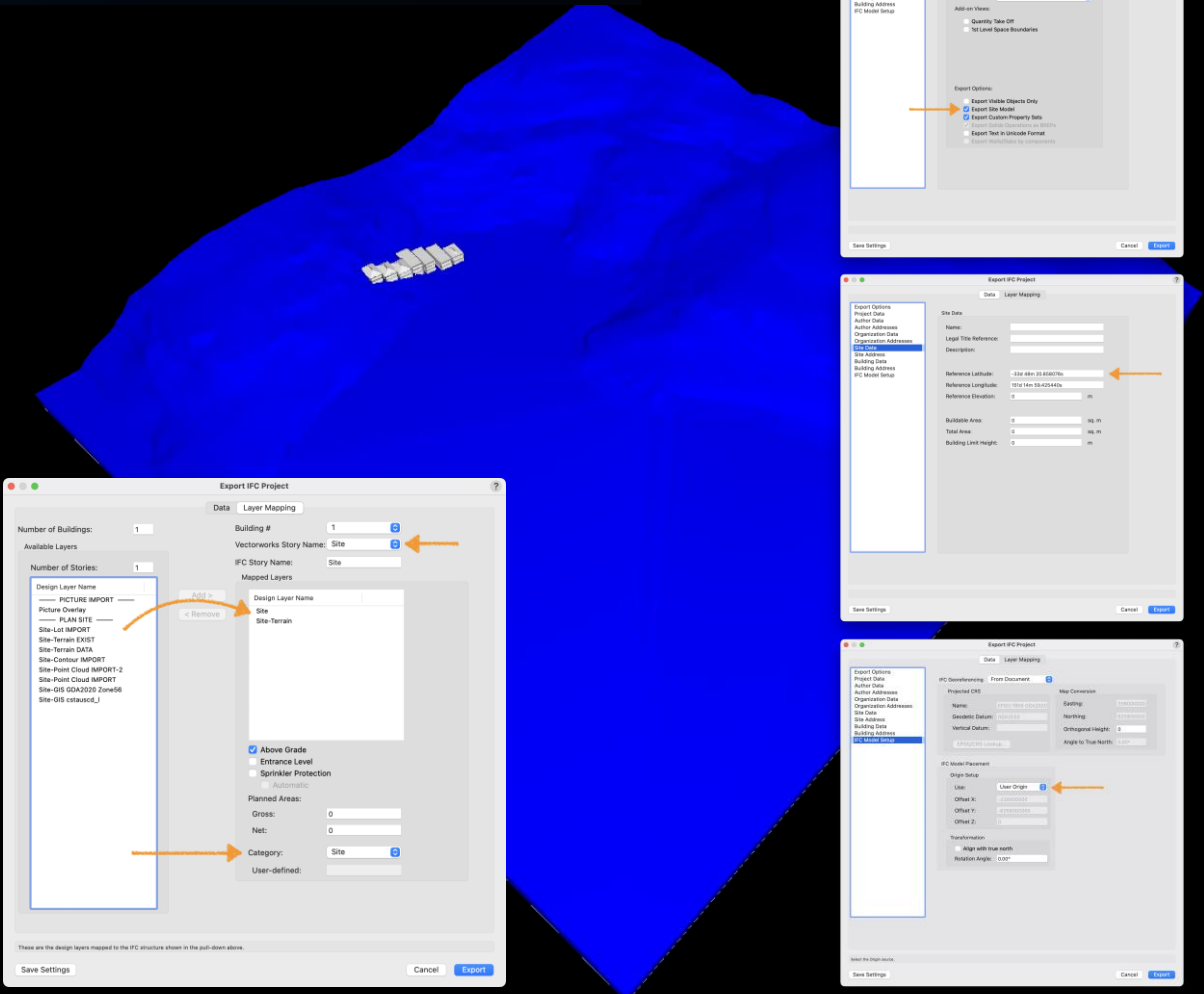 Building Address
IFC Model Setup
Add-on Views:
Quantity Take Off
1st Level Space Boundaries
Export Options:
Export Visible Objects Only
Export Site Model
Export Custom Property Sets
Export Text in Unicode Format
Save Settings
Cancel
Export
Export IFC Project
?
Data
Layer Mapping
Export Options
Project Data
Author Data
Author Addresses
Organization Data
Organization Addresses
Site Data
Site Address
Building Data
Building Address
IFC Model Setup
Site Data
Name:
Legal Title Reference:
Description:
Reference Latitude:
Reference Longitude:
Reference Elevation: 0 m
Buildable Area: 0 sq. m
Total Area: 0 sq. m
Building Limit Height: 0 m
Save Settings
Cancel
Export
Export IFC Project
?
Data
Layer Mapping
Number of Buildings: 1
Available Layers
Number of Stories: 1
Design Layer Name
—— PICTURE IMPORT ——
Picture Overlay
—— PLAN SITE ——
Site-Lot IMPORT
Site-Terrain EXIST
Site-Terrain DATA
Site-Contour IMPORT
Site-Point Cloud IMPORT-2
Site-Point Cloud IMPORT
Site-GIS GDA2020 Zone56
Site-GIS cstauscd_l
Add >
< Remove
Building # 1
Vectorworks Story Name: Site
IFC Story Name: Site
Mapped Layers
Design Layer Name
Site
Site-Terrain
Above Grade
Entrance Level
Sprinkler Protection
Automatic
Planned Areas:
Gross: 0
Net: 0
Category: Site
User-defined:
These are the design layers mapped to the IFC structure shown in the pull-down above.
Save Settings
Cancel
Export
Export IFC Project
?
Data
Layer Mapping
Export Options
Project Data
Author Data
Author Addresses
Organization Data
Organization Addresses
Site Data
Site Address
Building Data
Building Address
IFC Model Setup
IFC Georeferencing: From Document
Projected CRS
Name:
Geodetic Datum:
Vertical Datum:
Map Conversion
Easting:
Northing:
Orthogonal Height: 0
Angle to True North:
IFC Model Placement
Origin Setup
Use: User Origin
Offset X:
Offset Y:
Offset Z:
Transformation
Align with true north
Rotation Angle: 0.00°
Select the Origin source.
Save Settings
Cancel
Export